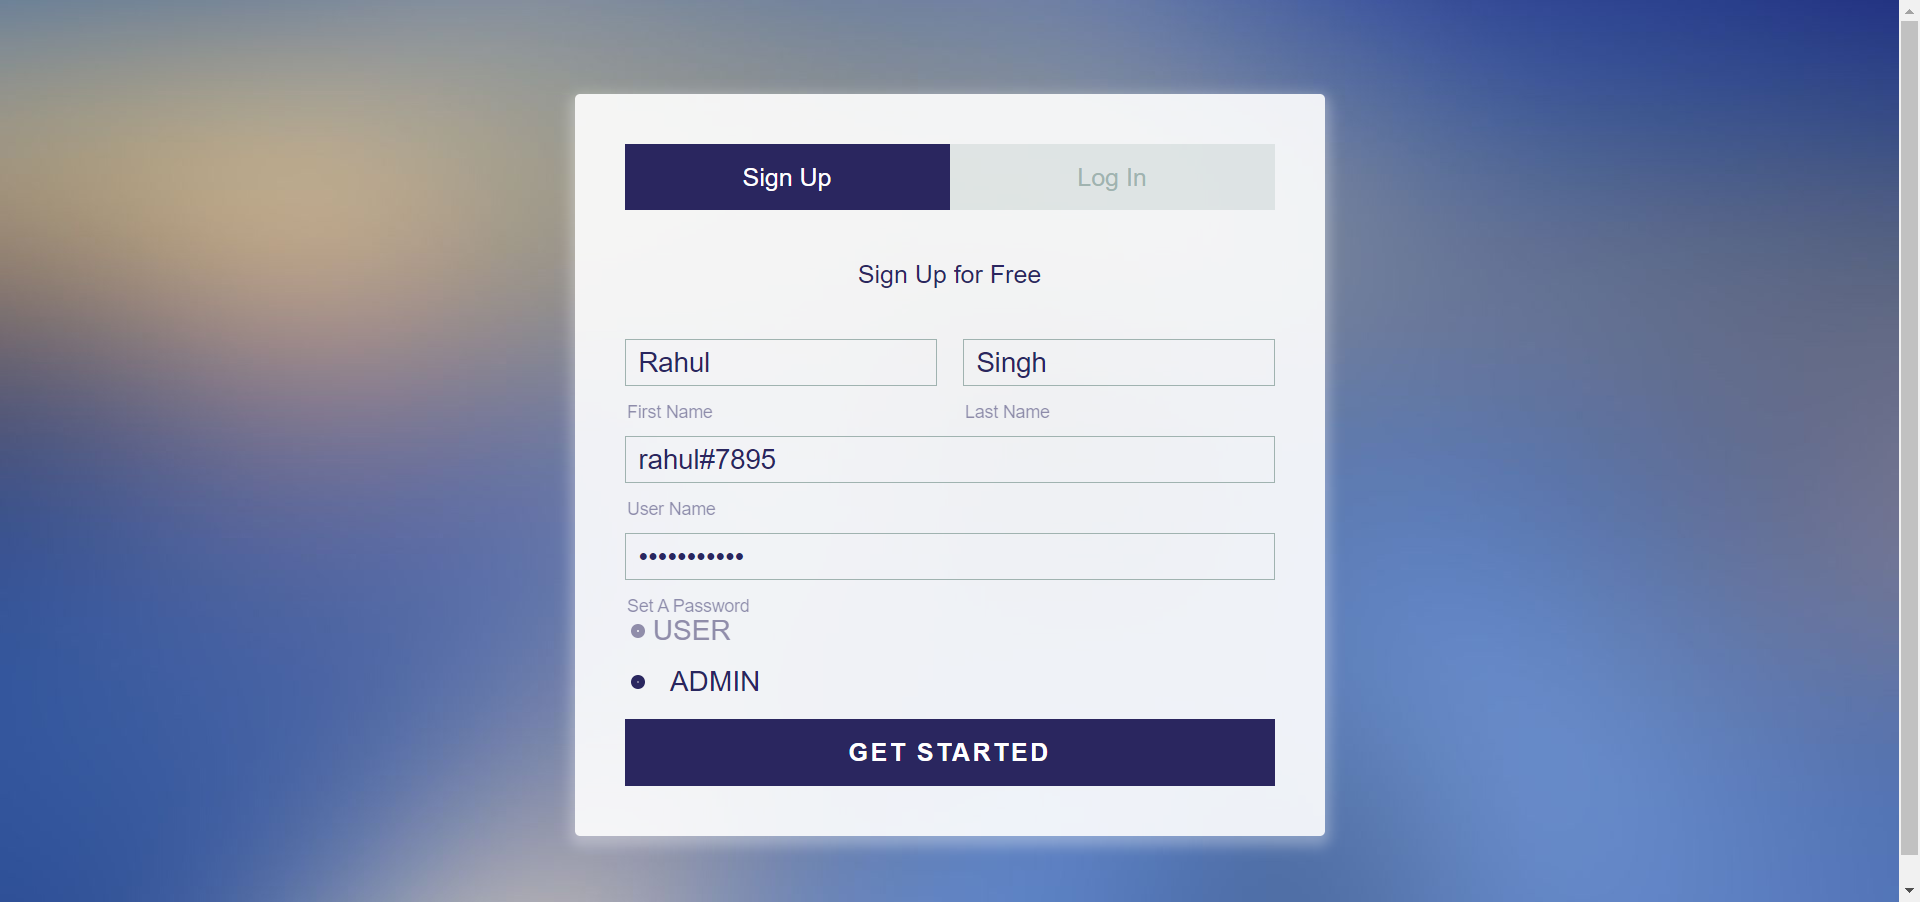 Sign Up Log In
Sign Up for Free
Rahul Singh
First Name Last Name
rahul#7895
User Name
•••••••••••
Set A Password
USER
ADMIN
GET STARTED